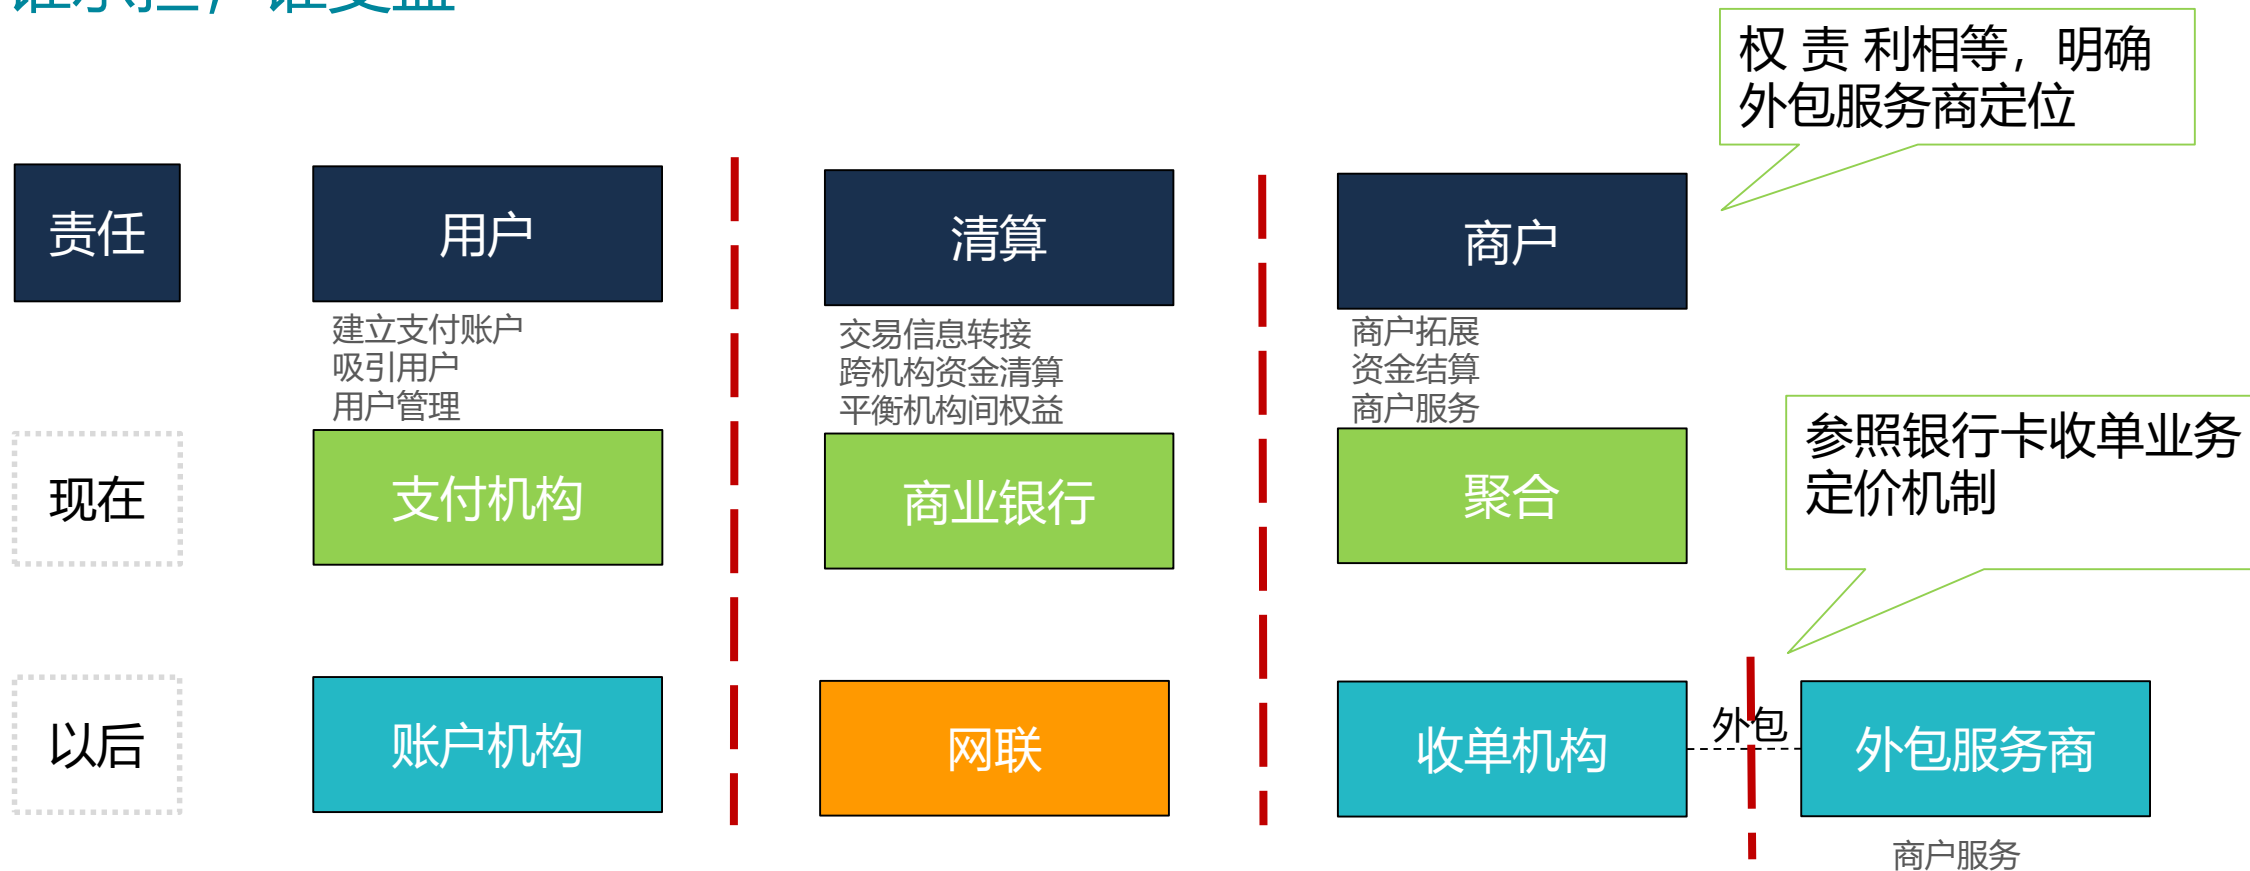 谁承担，谁受益
权 责 利相等，明确
外包服务商定位
责任
用户
清算
商户
建立支付账户
吸引用户
用户管理
交易信息转接
跨机构资金清算
平衡机构间权益
商户拓展
资金结算
商户服务
现在
支付机构
商业银行
聚合
参照银行卡收单业务
定价机制
以后
账户机构
网联
收单机构
外包
外包服务商
商户服务